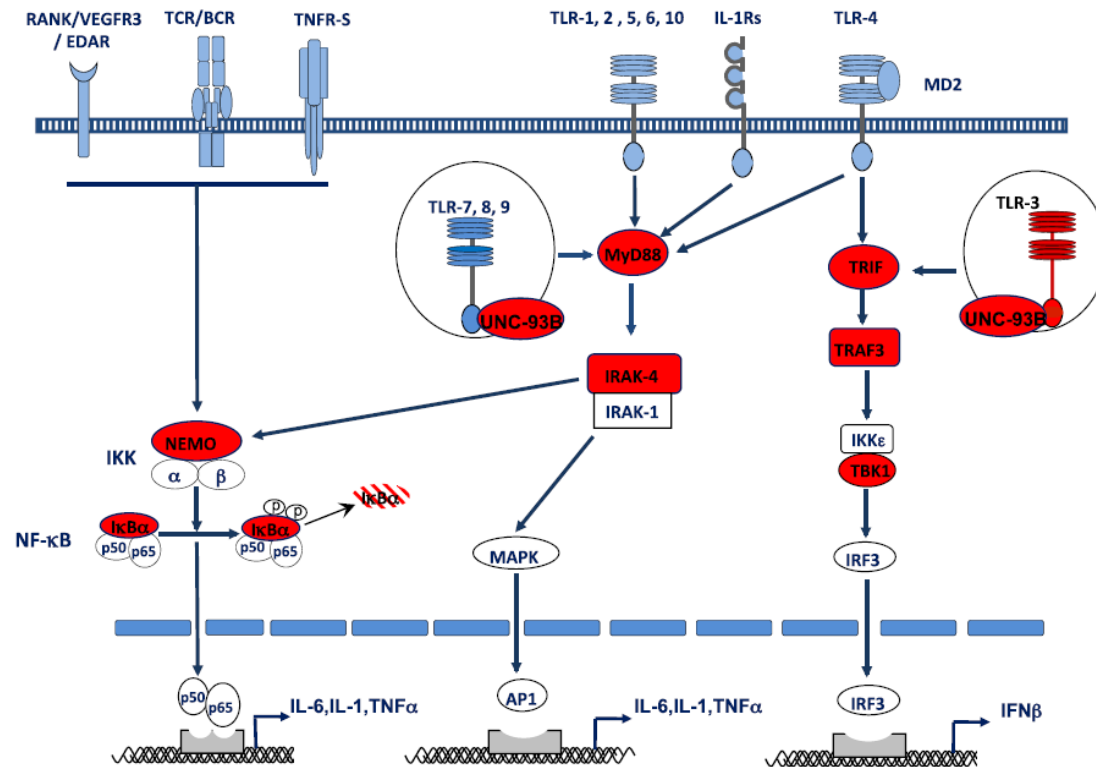 RANK/VEGFR3
/ EDAR
TCR/BCR
TNFR-S
TLR-1, 2 , 5, 6, 10
IL-1Rs
TLR-4
MD2
TLR-7, 8, 9
UNC-93B
MyD88
TRIF
TLR-3
UNC-93B
TRAF3
IRAK-4
IRAK-1
NEMO
IKK
α
β
IKKε
TBK1
IκBα
p50
p65
NF-κB
p
p
IκBα
p50
p65
IκBα
MAPK
IRF3
p50
p65
IL-6,IL-1,TNFα
AP1
IL-6,IL-1,TNFα
IRF3
IFNβ